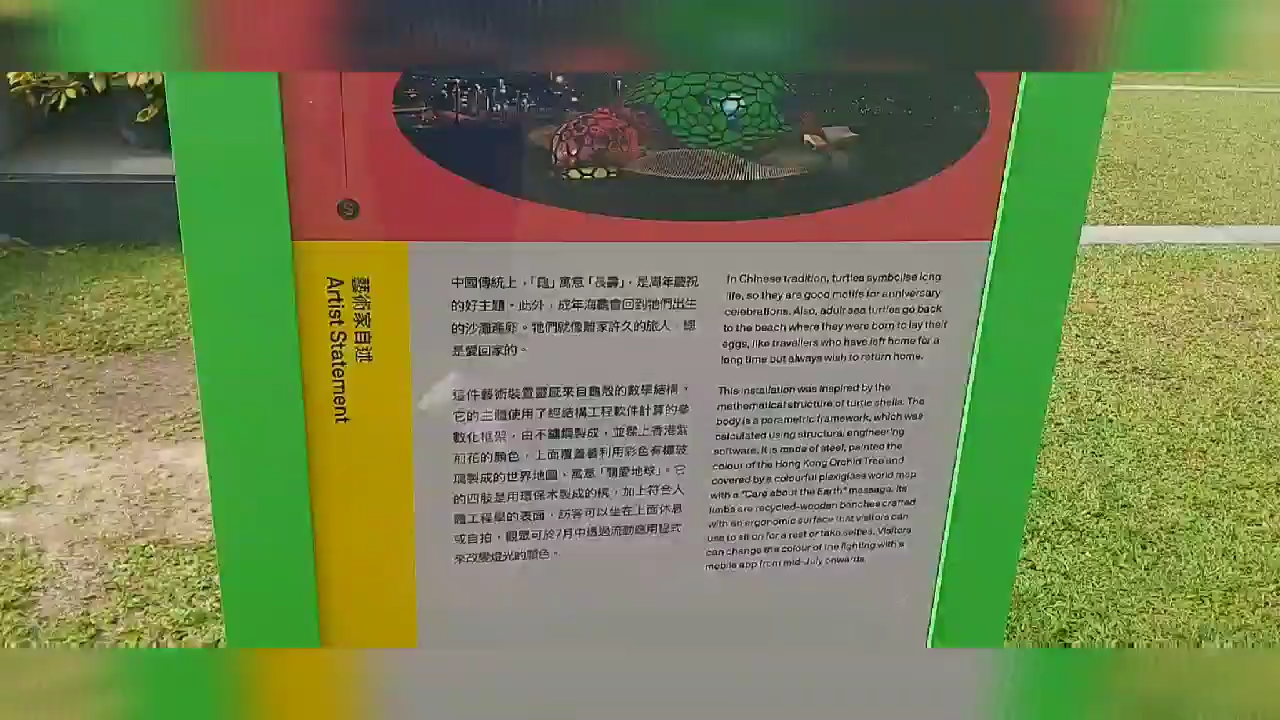 藝術家自述
Artist Statement
中國傳統上，「龜」寓意「長壽」，是周年慶祝
的好主題。此外，成年海龜會回到牠們出生
的沙灘產卵。牠們就像離家許久的旅人，總
是愛回家的。
這件藝術裝置靈感來自龜殼的數學結構。
它的主體使用了經結構工程軟件計算的參
數化框架，由不鏽鋼製成，並髹上香港紫
荊花的顏色，上面覆蓋着利用彩色有機玻
璃製成的世界地圖，寓意「關愛地球」。它
的四肢是用環保木製成的椅，加上符合人
體工程學的表面，訪客可以坐在上面休息
或自拍，觀眾可於7月中透過流動應用程式
來改變燈光的顏色。
In Chinese tradition, turtles symbolise long
life, so they are good motifs for anniversary
celebrations. Also, adult sea turtles go back
to the beach where they were born to lay their
eggs, like travellers who have left home for a
long time but always wish to return home.
This installation was inspired by the
mathematical structure of turtle shells. The
body is a parametric framework, which was
calculated using structural engineering
software. It is made of steel, painted the
colour of the Hong Kong Orchid Tree and
covered by a colourful plexiglass world map
with a "Care about the Earth" message. Its
limbs are recycled-wooden benches crafted
with an ergonomic surface that visitors can
use to sit on for a rest or take selfies. Visitors
can change the colour of the lighting with a
mobile app from mid-July onwards.